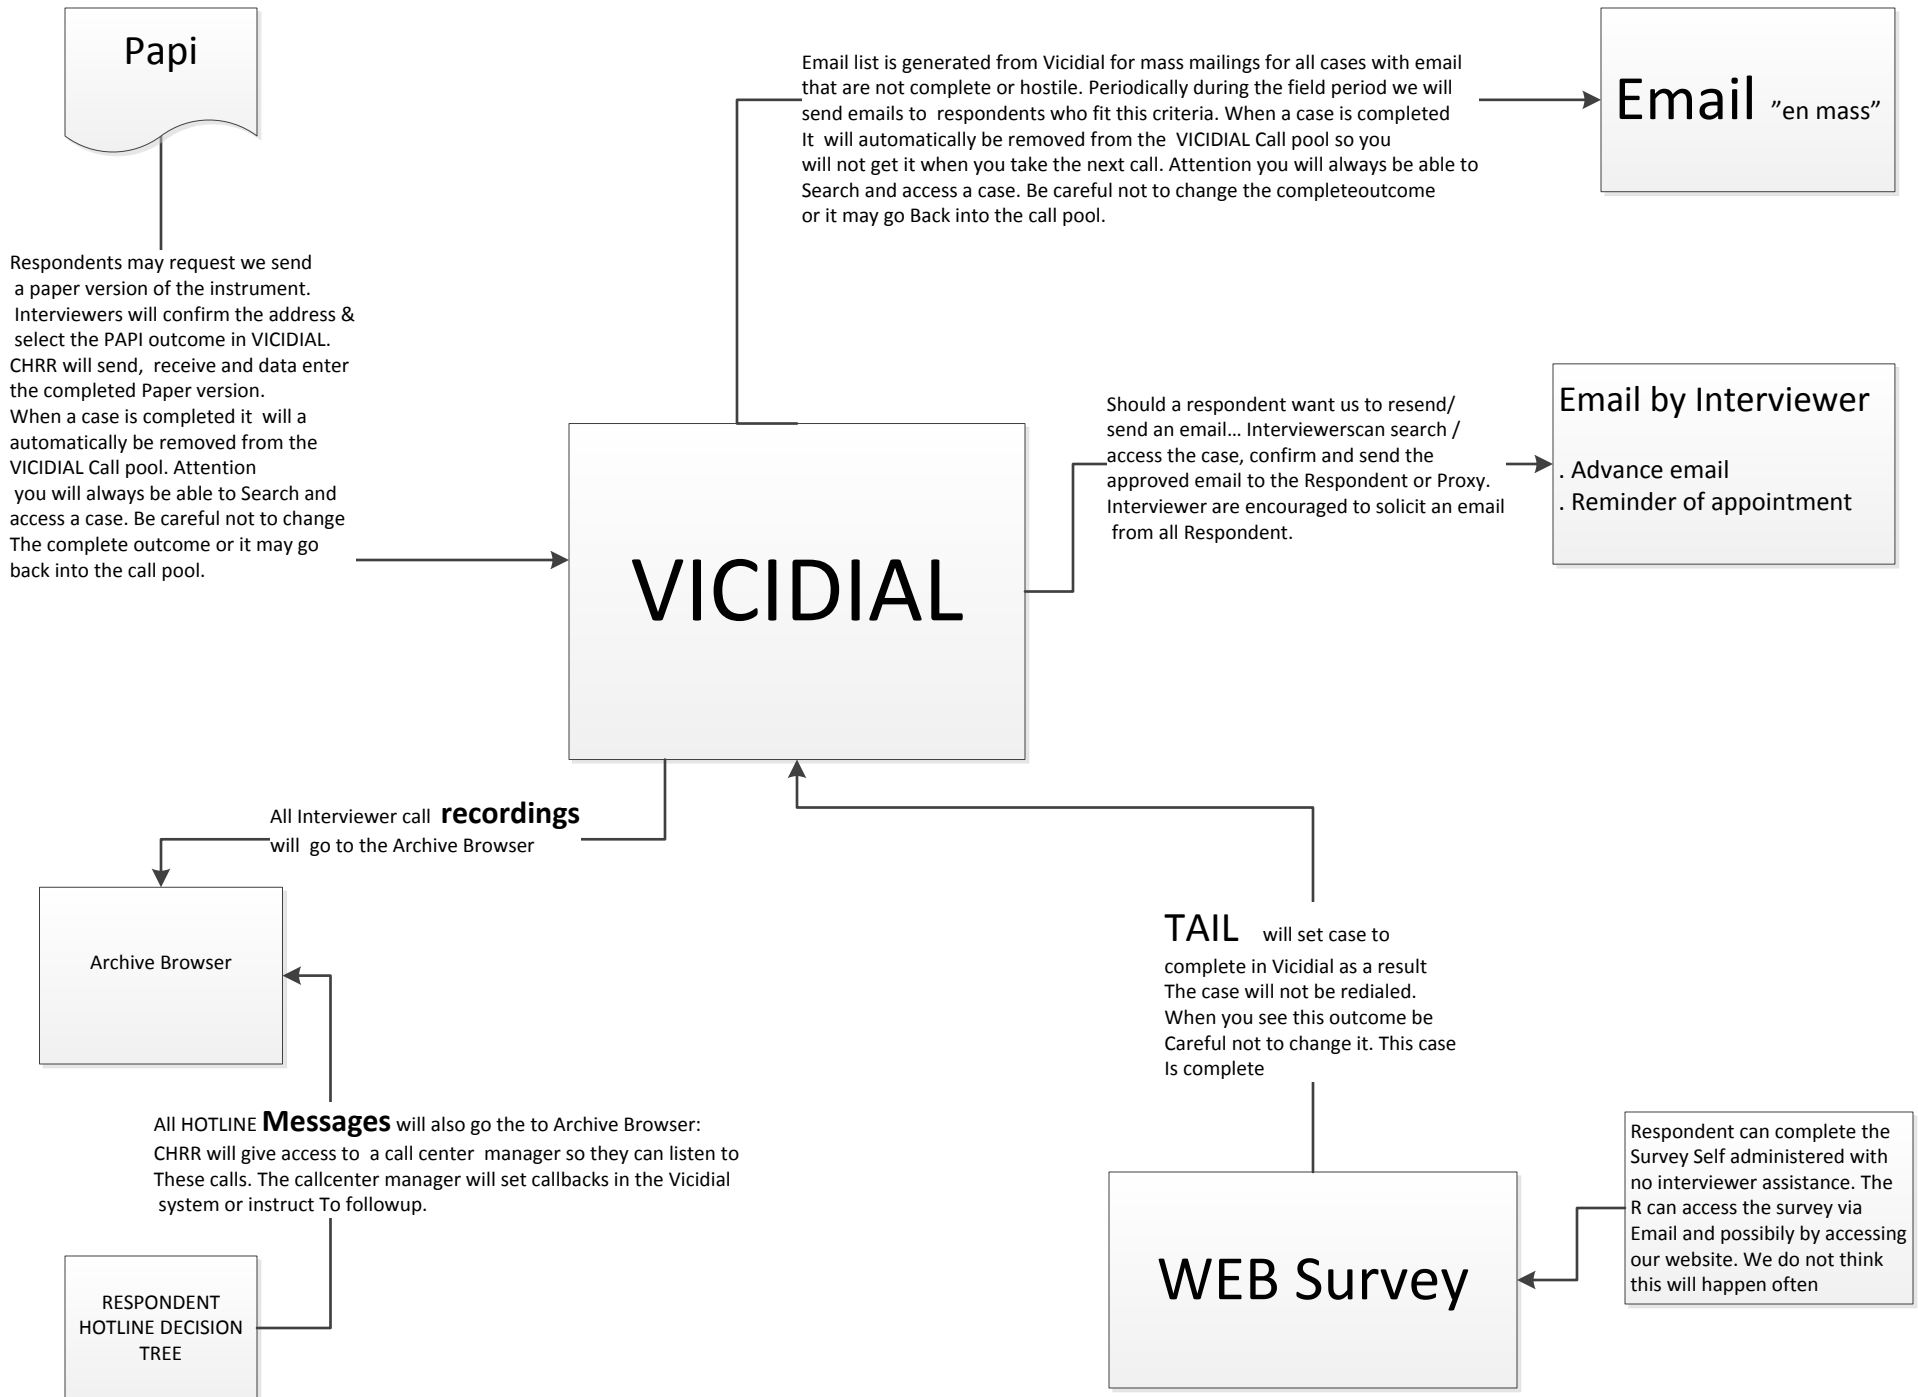 Papi
Respondents may request we send
a paper version of the instrument.
Interviewers will confirm the address &
select the PAPI outcome in VICIDIAL.
CHRR will send,  receive and data enter
the completed Paper version.
When a case is completed it  will a
automatically be removed from the
VICIDIAL Call pool. Attention
you will always be able to Search and
access a case. Be careful not to change
The complete outcome or it may go
back into the call pool.
Email list is generated from Vicidial for mass mailings for all cases with email
that are not complete or hostile. Periodically during the field period we will
send emails to  respondents who fit this criteria. When a case is completed
It  will automatically be removed from the  VICIDIAL Call pool so you
will not get it when you take the next call. Attention you will always be able to
Search and access a case. Be careful not to change the completeoutcome
or it may go Back into the call pool.
Email ”en mass”
VICIDIAL
Should a respondent want us to resend/
send an email… Interviewerscan search /
access the case, confirm and send the
approved email to the Respondent or Proxy.
Interviewer are encouraged to solicit an email
from all Respondent.
Email by Interviewer
. Advance email
. Reminder of appointment
All Interviewer call  recordings
will  go to the Archive Browser
Archive Browser
All HOTLINE Messages will also go the to Archive Browser:
CHRR will give access to  a call center  manager so they can listen to
These calls. The callcenter manager will set callbacks in the Vicidial
system or instruct To followup.
RESPONDENT
HOTLINE DECISION
TREE
TAIL   will set case to
complete in Vicidial as a result
The case will not be redialed.
When you see this outcome be
Careful not to change it. This case
Is complete
WEB Survey
Respondent can complete the
Survey Self administered with
no interviewer assistance. The
R can access the survey via
Email and possibily by accessing
our website. We do not think
this will happen often